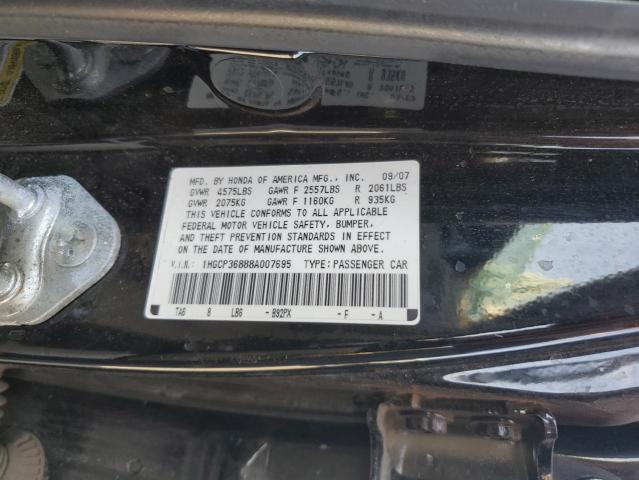 MFD. BY HONDA OF AMERICA MFG., INC. 09/07
GVWR 4575LBS GAWR F 2557LBS R 2061LBS
GVWR 2075KG GAWR F 1160KG R 935KG
THIS VEHICLE CONFORMS TO ALL APPLICABLE
FEDERAL MOTOR VEHICLE SAFETY, BUMPER,
AND THEFT PREVENTION STANDARDS IN EFFECT
ON THE DATE OF MANUFACTURE SHOWN ABOVE.
V.I.N.: 1HGCP36888A007695 TYPE: PASSENGER CAR
TA6 8 LBG - B92PX - F - A